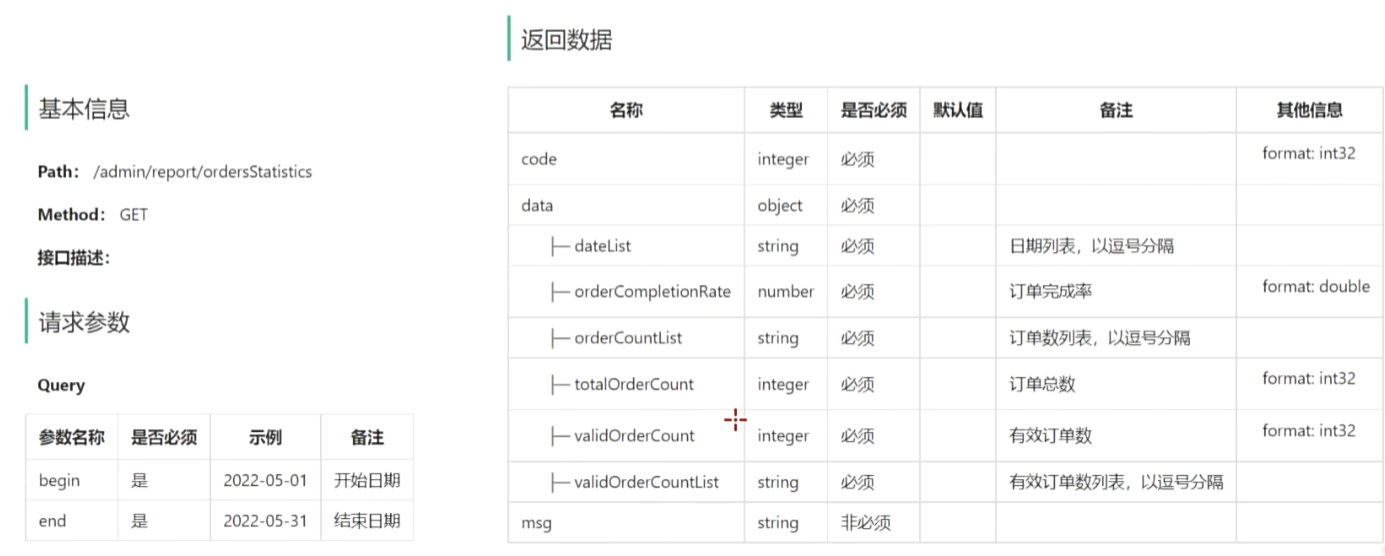 基本信息
Path： /admin/report/ordersStatistics
Method： GET
接口描述：
请求参数
Query
参数名称 是否必须 示例 备注
begin 是 2022-05-01 开始日期
end 是 2022-05-31 结束日期
返回数据
名称 类型 是否必须 默认值 备注 其他信息
code integer 必须 format: int32
data object 必须
├─ dateList string 必须 日期列表，以逗号分隔
├─ orderCompletionRate number 必须 订单完成率 format: double
├─ orderCountList string 必须 订单数列表，以逗号分隔
├─ totalOrderCount integer 必须 订单总数 format: int32
├─ validOrderCount integer 必须 有效订单数 format: int32
├─ validOrderCountList string 必须 有效订单数列表，以逗号分隔
msg string 非必须